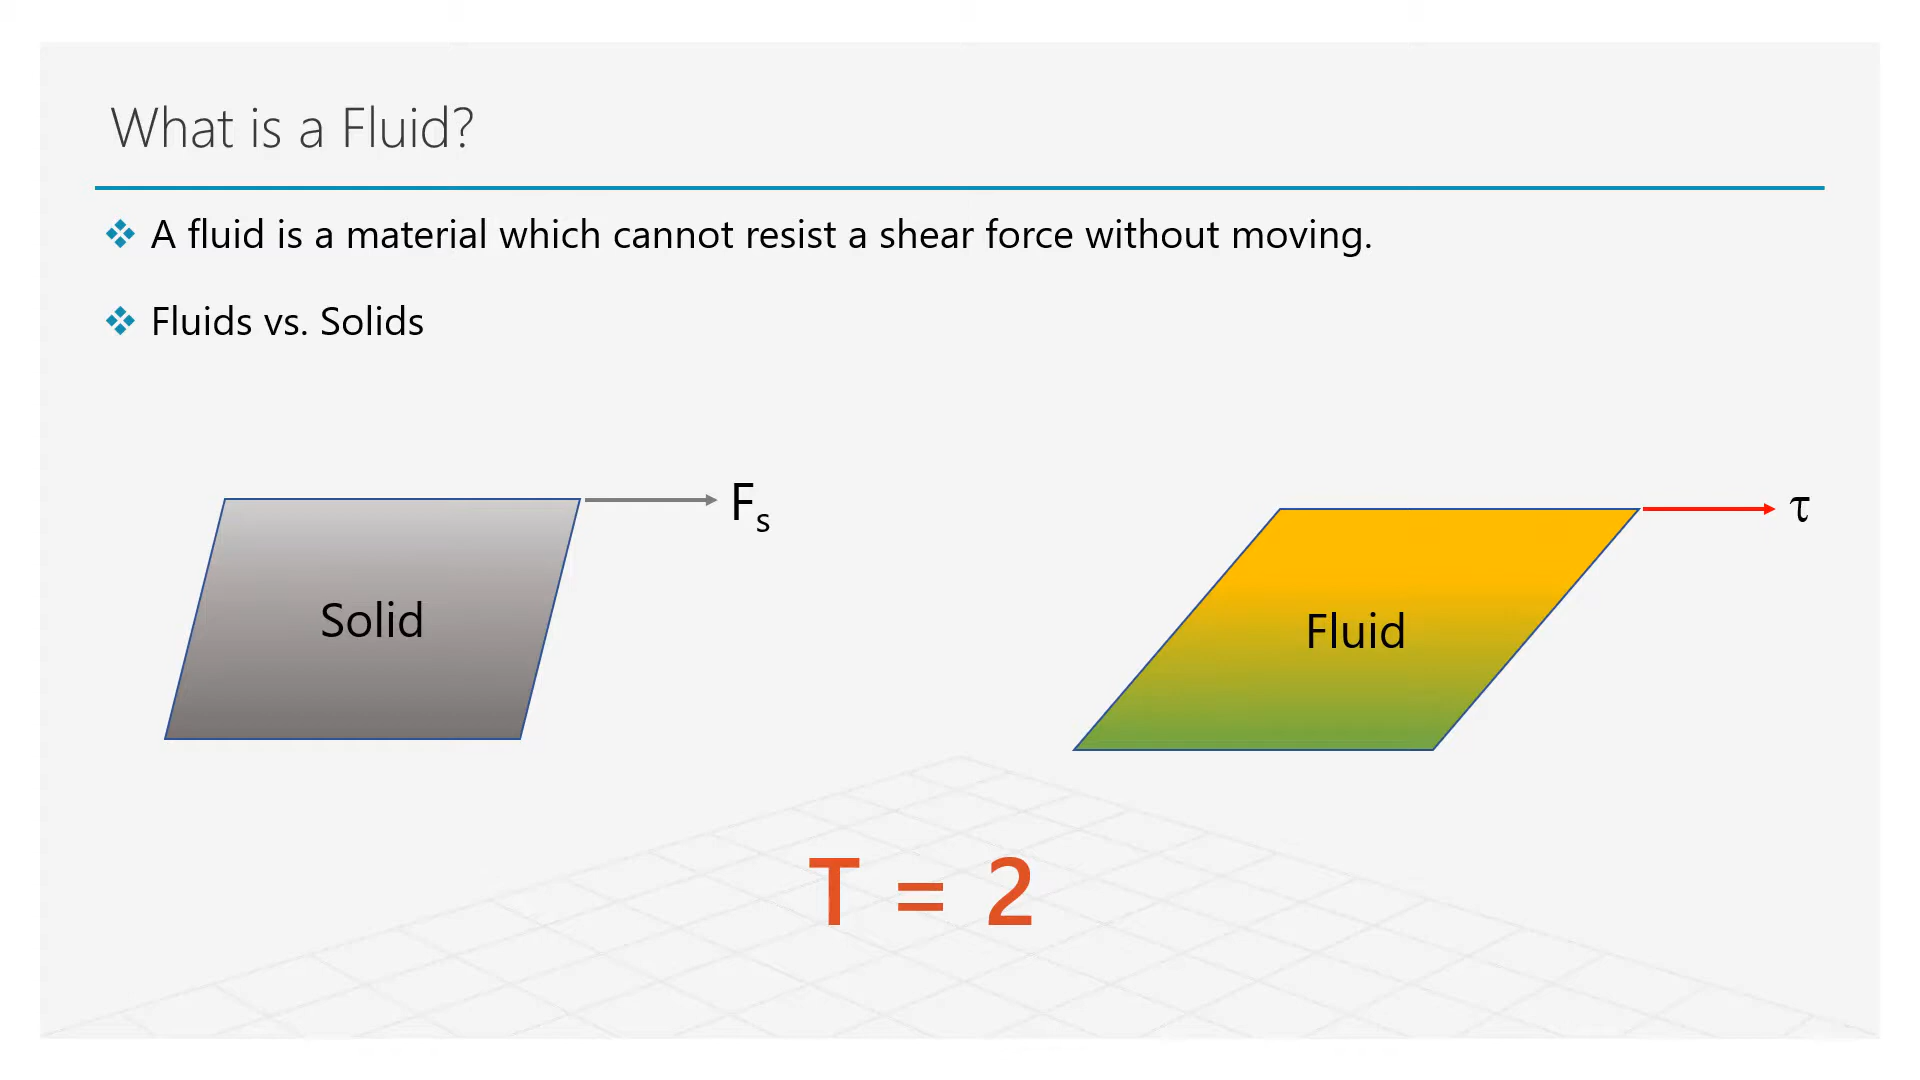 What is a Fluid?
A fluid is a material which cannot resist a shear force without moving.
Fluids vs. Solids
Fs
τ
Solid
Fluid
T = 2